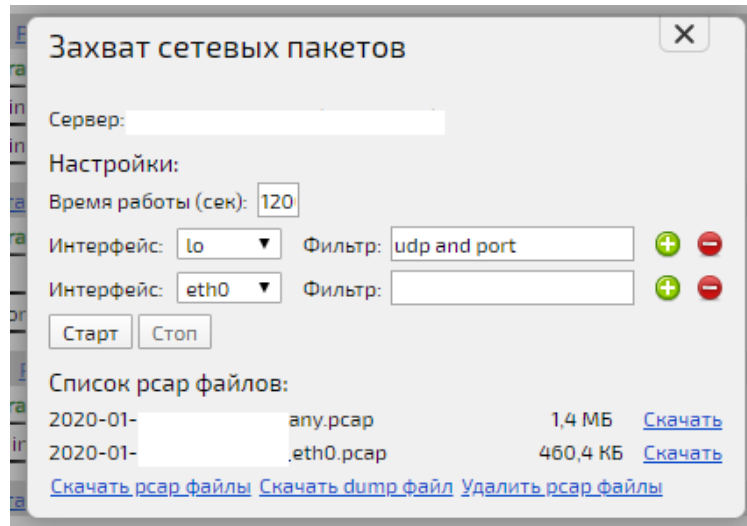 Захват сетевых пакетов
Сервер:
Настройки:
Время работы (сек): 120
Интерфейс: lo Фильтр: udp and port
Интерфейс: eth0 Фильтр:
Старт Стоп
Список pcap файлов:
2020-01- any.pcap 1,4 МБ Скачать
2020-01- _eth0.pcap 460,4 КБ Скачать
Скачать pcap файлы Скачать dump файл Удалить pcap файлы